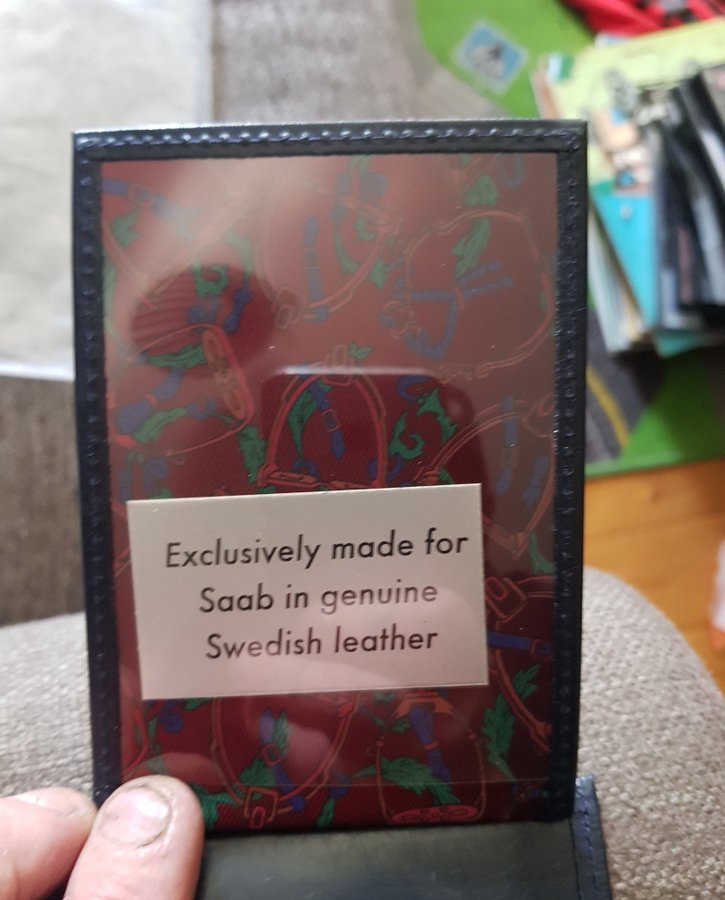 Exclusively made for
Saab in genuine
Swedish leather